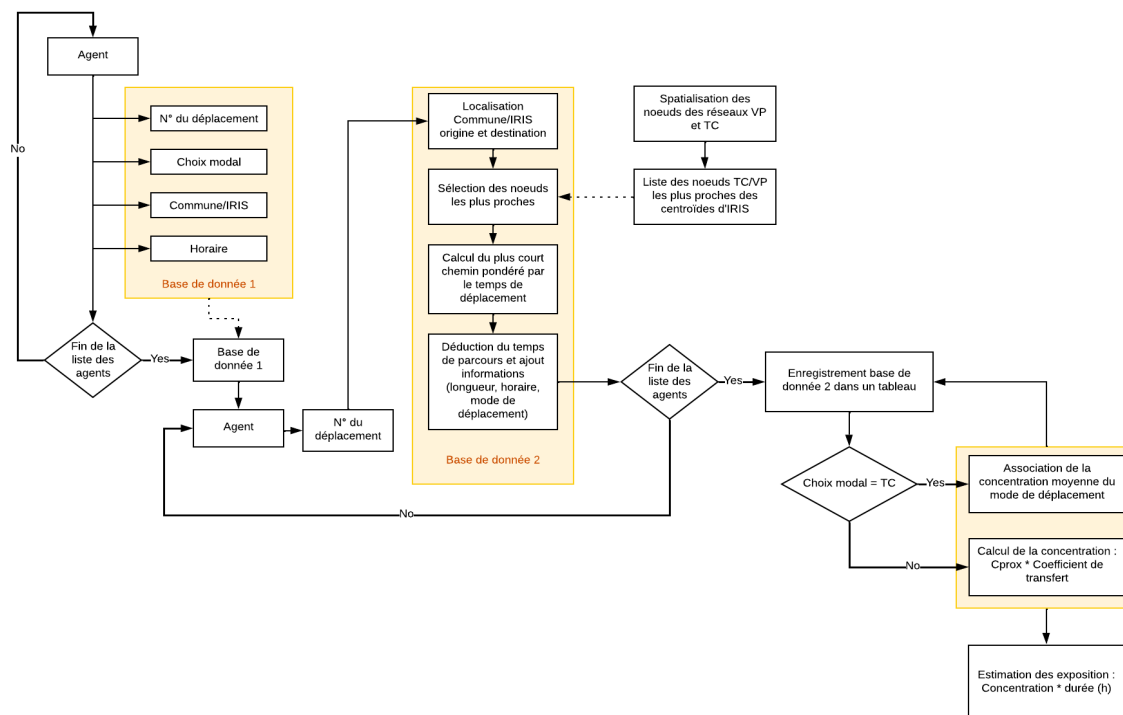 Agent
N° du déplacement
Choix modal
Commune/IRIS
Horaire
Base de donnée 1
No
Fin de la
liste des
agents
Yes
Base de
donnée 1
Agent
N° du
déplacement
Localisation
Commune/IRIS
origine et destination
Sélection des noeuds
les plus proches
Calcul du plus court
chemin pondéré par
le temps de
déplacement
Déduction du temps
de parcours et ajout
informations
(longueur, horaire,
mode de
déplacement)
Base de donnée 2
Spatialisation des
noeuds des réseaux VP
et TC
Liste des noeuds TC/VP
les plus proches des
centroïdes d'IRIS
Fin de la
liste des
agents
Yes
No
Enregistrement base de
donnée 2 dans un tableau
Choix modal = TC
Yes
No
Association de la
concentration moyenne du
mode de déplacement
Calcul de la concentration :
Cprox * Coefficient de
transfert
Estimation des exposition :
Concentration * durée (h)